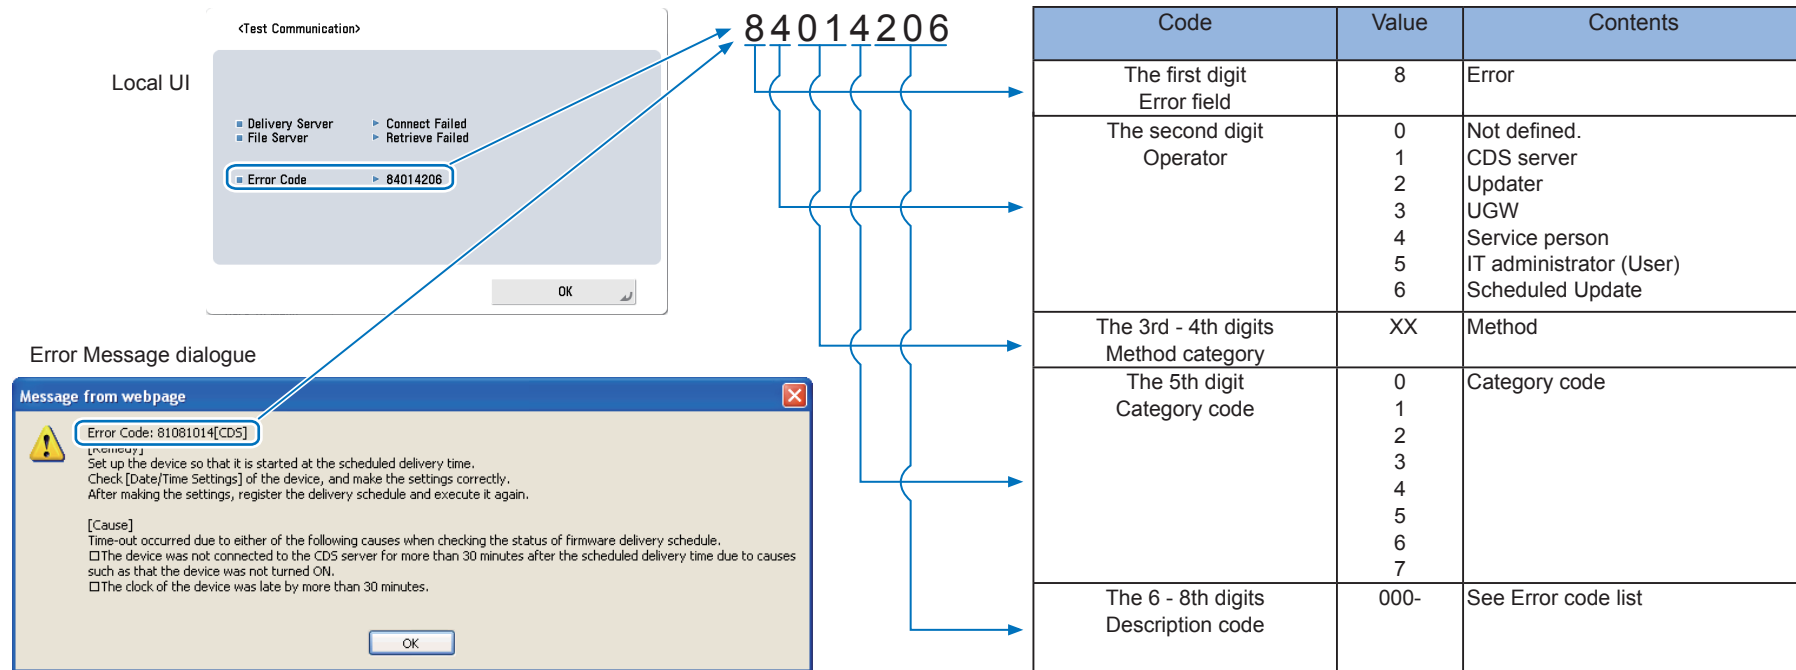 <Test Communication>
Local UI
Delivery Server Connect Failed
File Server Retrieve Failed
Error Code 84014206
OK
84014206
Error Message dialogue
Message from webpage
Error Code: 81081014[CDS]
[Remedy]
Set up the device so that it is started at the scheduled delivery time.
Check [Date/Time Settings] of the device, and make the settings correctly.
After making the settings, register the delivery schedule and execute it again.
[Cause]
Time-out occurred due to either of the following causes when checking the status of firmware delivery schedule.
□The device was not connected to the CDS server for more than 30 minutes after the scheduled delivery time due to causes
such as that the device was not turned ON.
□The clock of the device was late by more than 30 minutes.
OK
Code Value Contents
The first digit 8 Error
Error field
The second digit 0 Not defined.
Operator 1 CDS server
2 Updater
3 UGW
4 Service person
5 IT administrator (User)
6 Scheduled Update
The 3rd - 4th digits XX Method
Method category
The 5th digit 0 Category code
Category code 1
2
3
4
5
6
7
The 6 - 8th digits 000- See Error code list
Description code